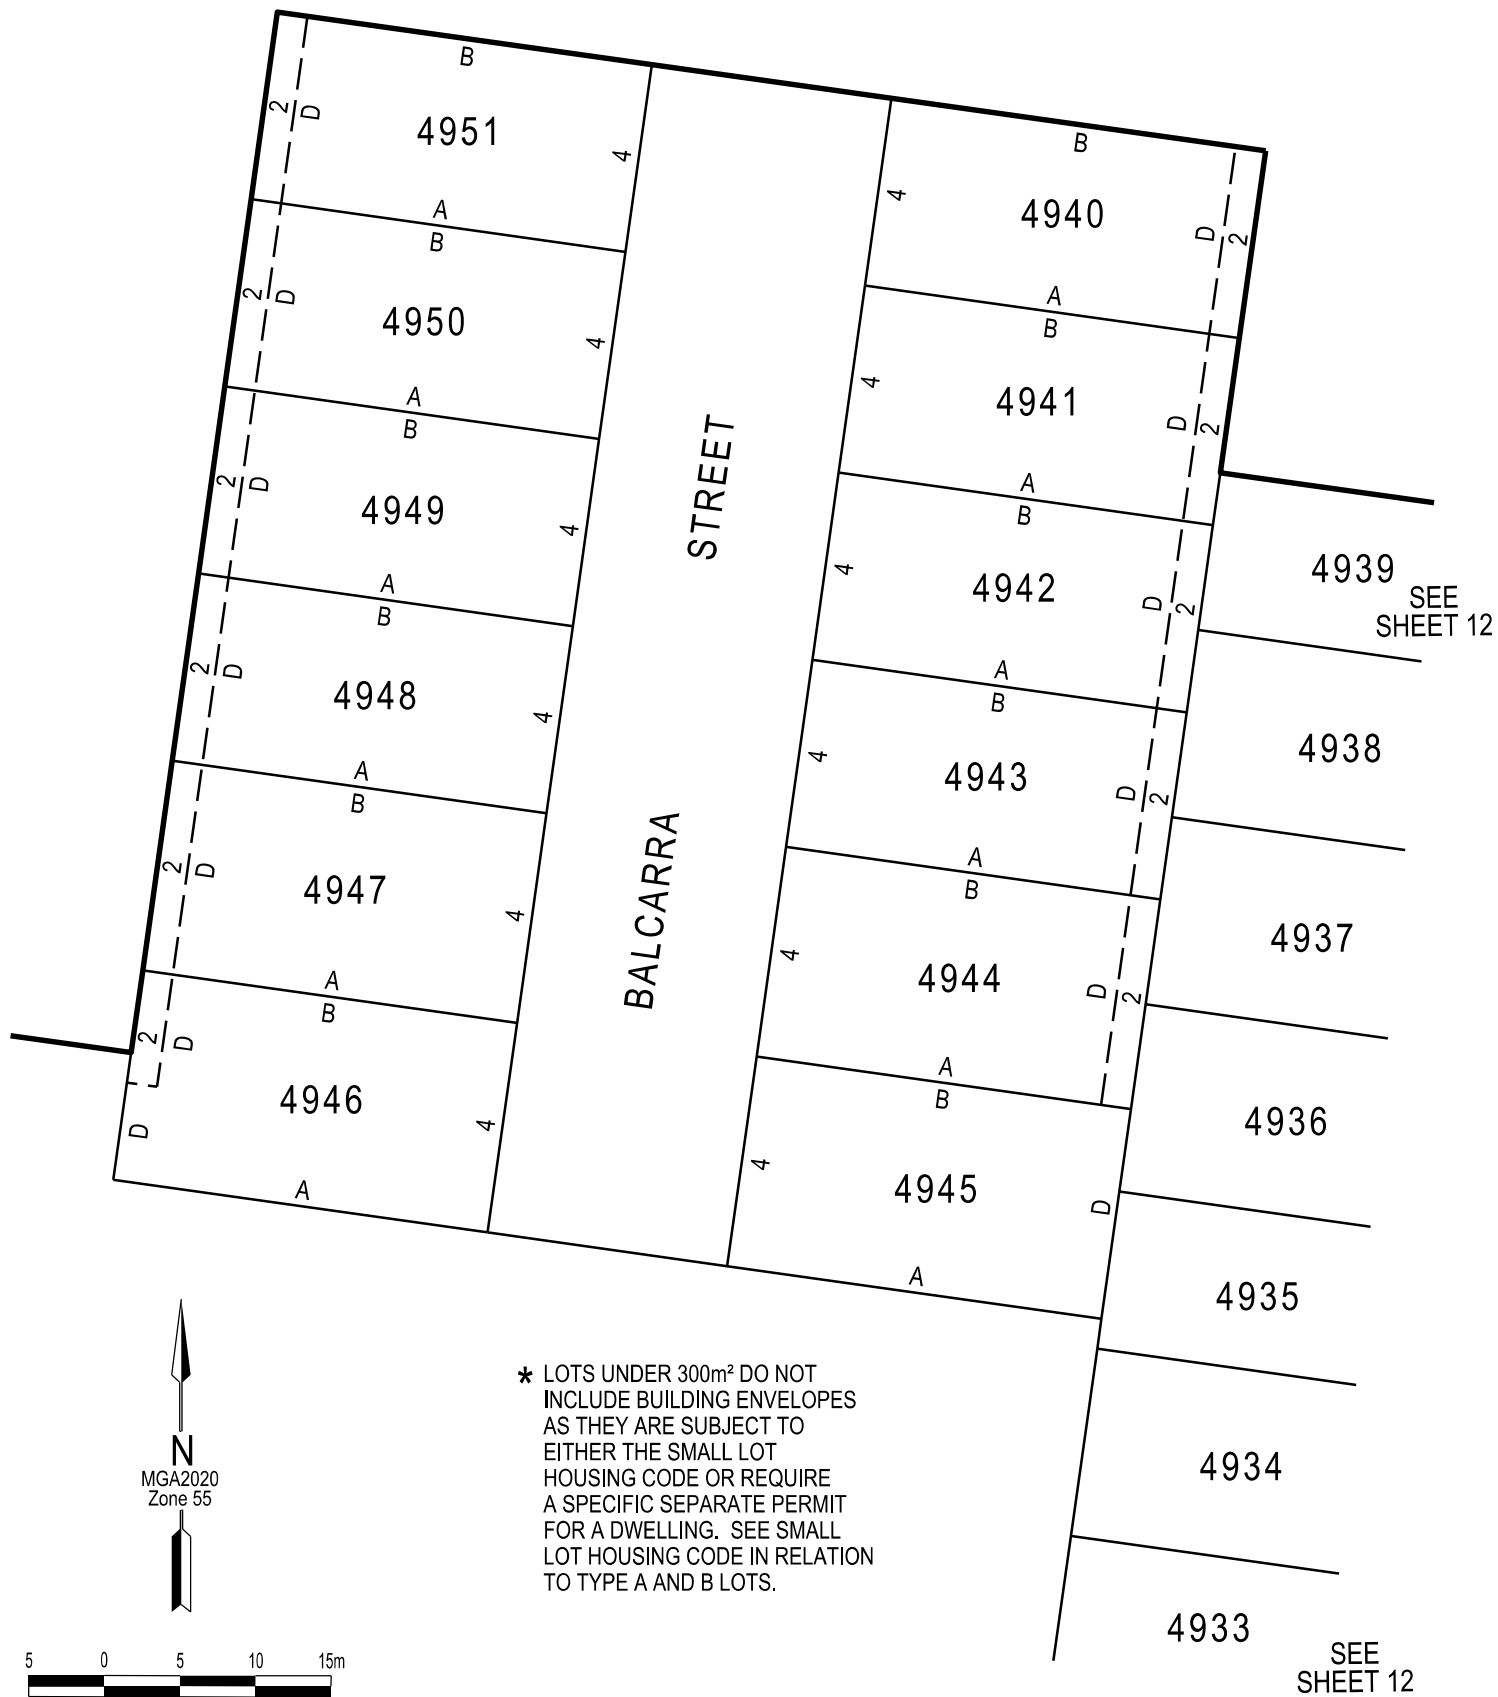 B
4951
2
D
4
A
B
4950
2
D
4
A
B
4949
2
D
4
A
B
4948
2
D
4
A
B
4947
2
D
4
A
B
4946
2
D
D
4
A
BALCARRA STREET
B
4940
4
D
2
A
B
4941
4
D
2
A
B
4942
4
D
2
A
B
4943
4
D
2
A
B
4944
4
D
2
A
B
4945
4
D
A
4939
SEE
SHEET 12
4938
4937
4936
4935
4934
4933
SEE
SHEET 12
N
MGA2020
Zone 55
* LOTS UNDER 300m² DO NOT
INCLUDE BUILDING ENVELOPES
AS THEY ARE SUBJECT TO
EITHER THE SMALL LOT
HOUSING CODE OR REQUIRE
A SPECIFIC SEPARATE PERMIT
FOR A DWELLING. SEE SMALL
LOT HOUSING CODE IN RELATION
TO TYPE A AND B LOTS.
5 0 5 10 15m